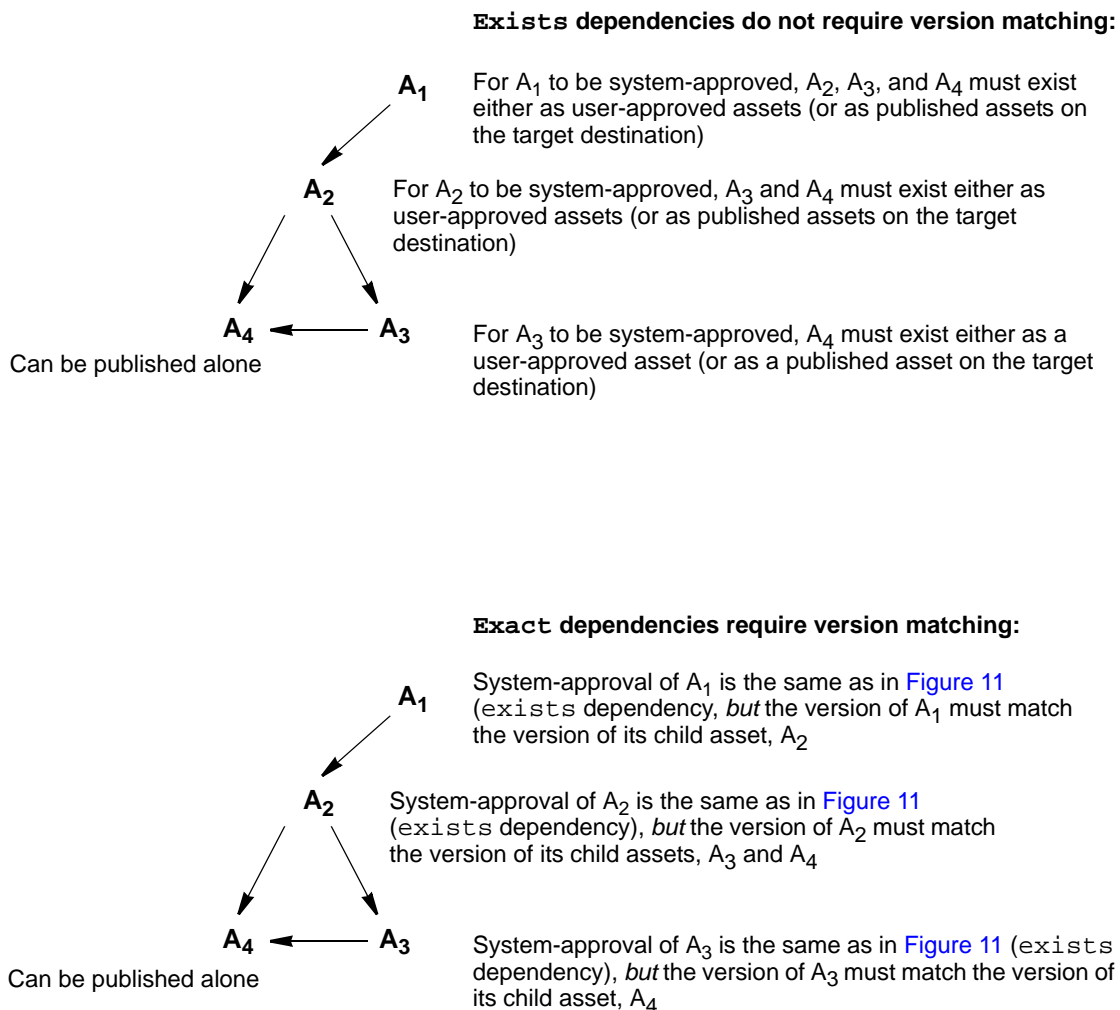 Exists dependencies do not require version matching:
A1
For A1 to be system-approved, A2, A3, and A4 must exist
either as user-approved assets (or as published assets on
the target destination)
A2
For A2 to be system-approved, A3 and A4 must exist either as
user-approved assets (or as published assets on the target
destination)
A4
A3
Can be published alone
For A3 to be system-approved, A4 must exist either as a
user-approved asset (or as a published asset on the target
destination)
Exact dependencies require version matching:
A1
System-approval of A1 is the same as in Figure 11
(exists dependency, but the version of A1 must match
the version of its child asset, A2
A2
System-approval of A2 is the same as in Figure 11
(exists dependency), but the version of A2 must match
the version of its child assets, A3 and A4
A4
A3
Can be published alone
System-approval of A3 is the same as in Figure 11 (exists
dependency), but the version of A3 must match the version of
its child asset, A4